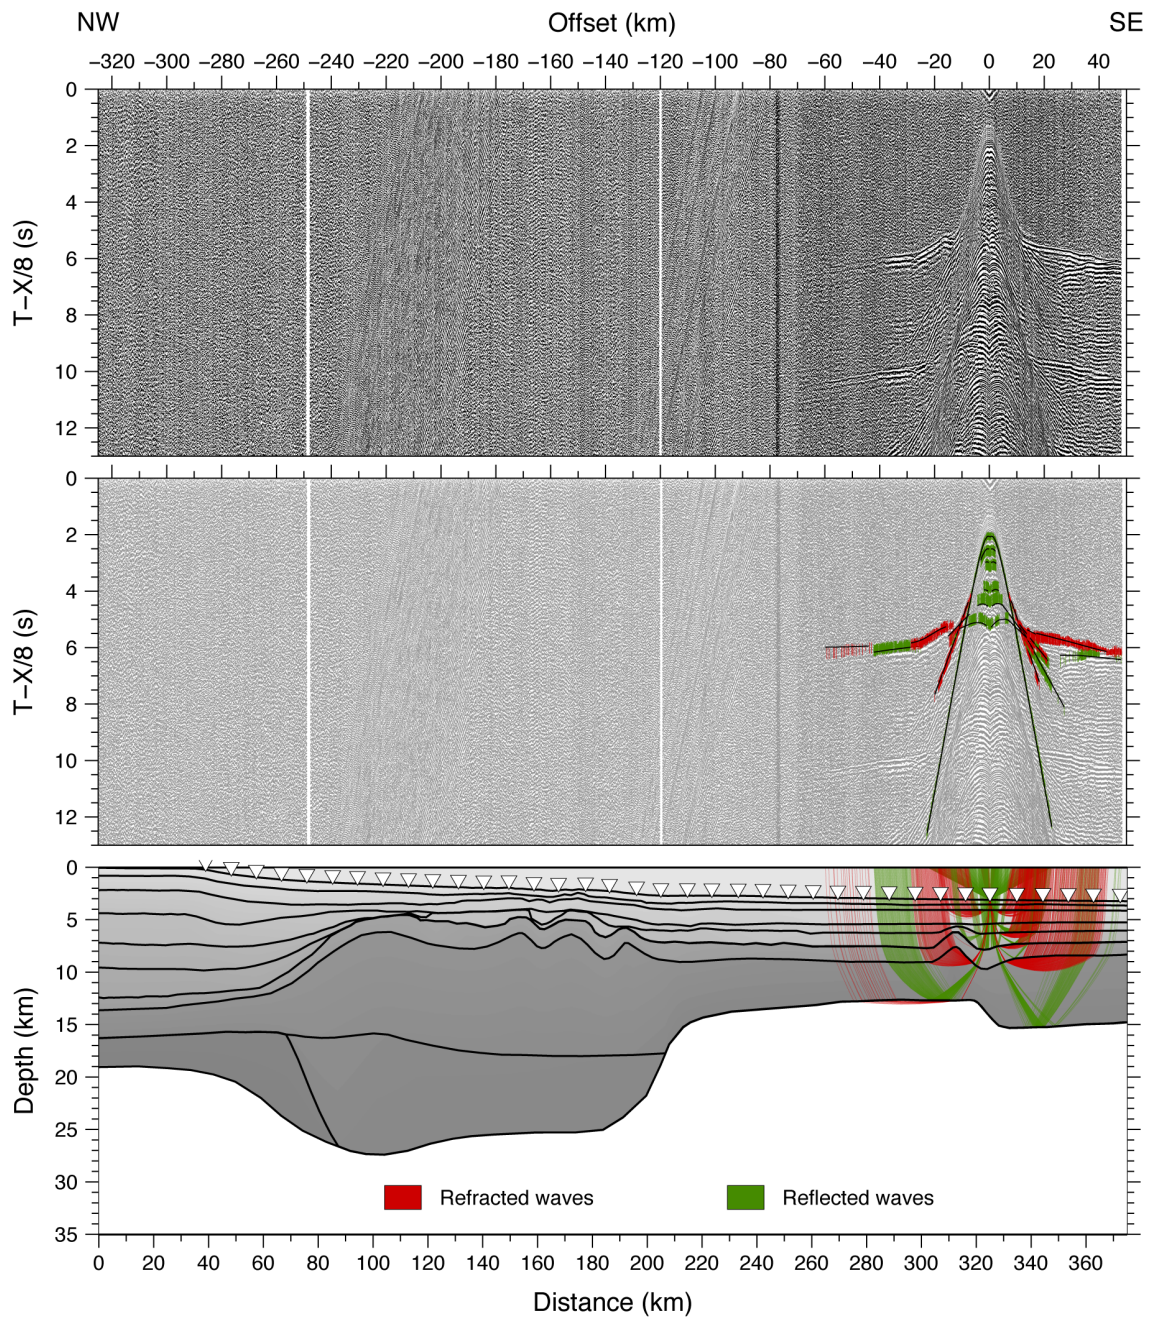 NW Offset (km) SE
−320 −300 −280 −260 −240 −220 −200 −180 −160 −140 −120 −100 −80 −60 −40 −20 0 20 40
0
2
4
6
8
10
12
T−X/8 (s)
0
2
4
6
8
10
12
T−X/8 (s)
0
5
10
15
20
25
30
35
Depth (km)
Refracted waves Reflected waves
0 20 40 60 80 100 120 140 160 180 200 220 240 260 280 300 320 340 360
Distance (km)